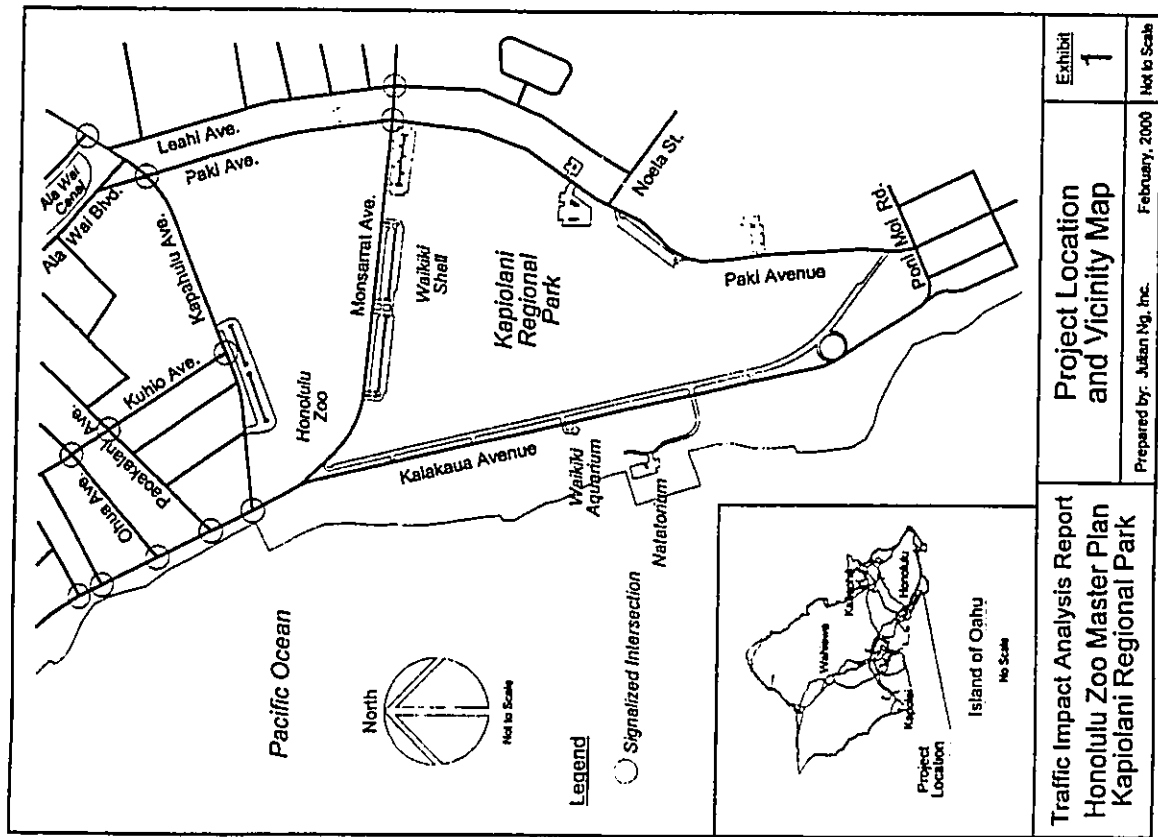 Ala Wai
Canal
Ala Wai Blvd.
Leahi Ave.
Paki Ave.
Kapahulu Ave.
Kuhio Ave.
Paoakalani
Ave.
Ohua Ave.
Monsarrat Ave.
Waikiki
Shell
Honolulu
Zoo
Kapiolani
Regional
Park
Noela St.
Paki Avenue
Poni Moi Rd.
Kalakaua Avenue
Waikiki
Aquarium
Natatorium
Pacific Ocean
North
Not to Scale
Legend
Signalized Intersection
Wahiawa
Kaneohe
Honolulu
Kapolei
Project
Location
Island of Oahu
No Scale
Traffic Impact Analysis Report
Honolulu Zoo Master Plan
Kapiolani Regional Park
Project Location
and Vicinity Map
Exhibit
1
Prepared by: Julian Ng, Inc.
February, 2000
Not to Scale